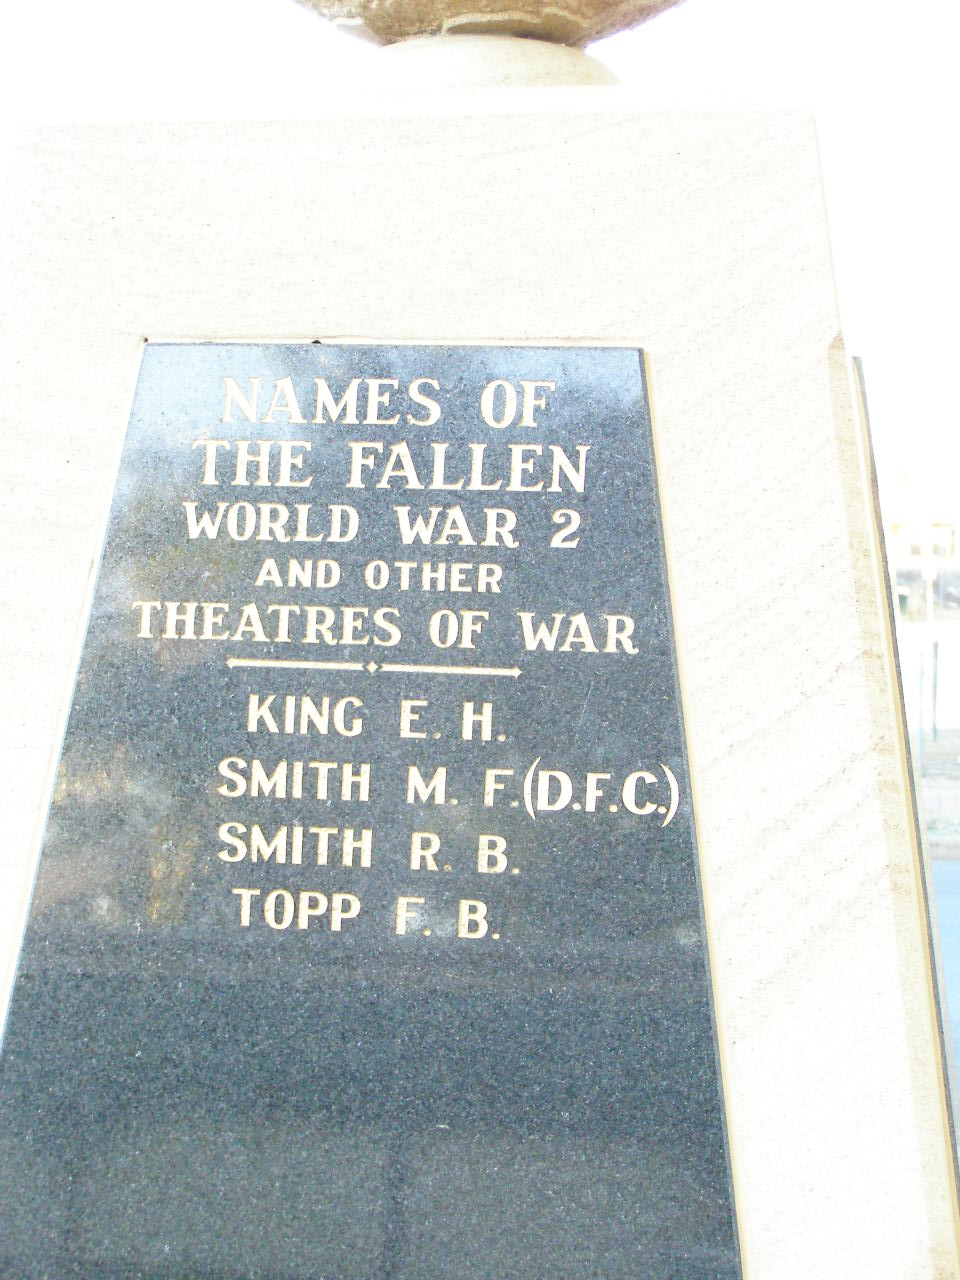 NAMES OF
THE FALLEN
WORLD WAR 2
AND OTHER
THEATRES OF WAR
KING E. H.
SMITH M. F. (D.F.C.)
SMITH R. B.
TOPP F. B.